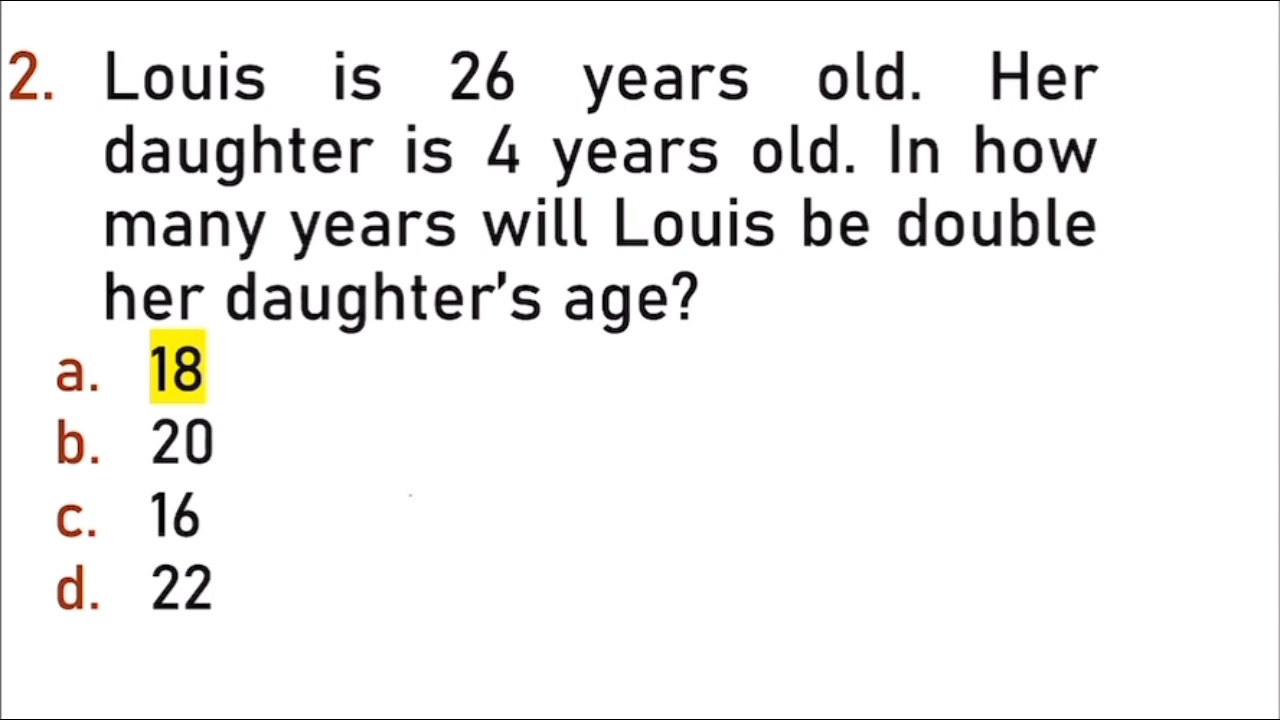 2. Louis is 26 years old. Her
daughter is 4 years old. In how
many years will Louis be double
her daughter's age?
a. 18
b. 20
c. 16
d. 22